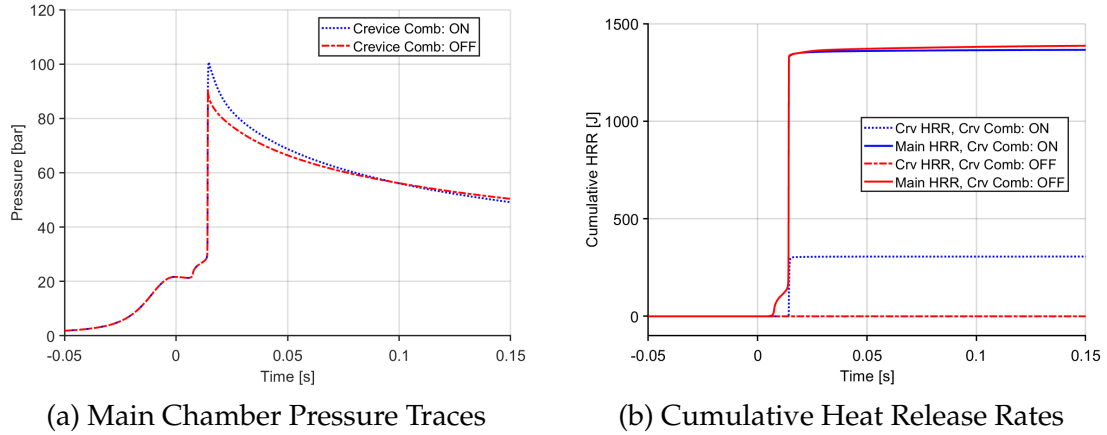 120
100
80
60
40
20
0
-0.05
0
0.05
0.1
0.15
Time [s]
Pressure [bar]
Crevice Comb: ON
Crevice Comb: OFF
(a) Main Chamber Pressure Traces
1500
1000
500
0
-0.05
0
0.05
0.1
0.15
Time [s]
Cumulative HRR [J]
Crv HRR, Crv Comb: ON
Main HRR, Crv Comb: ON
Crv HRR, Crv Comb: OFF
Main HRR, Crv Comb: OFF
(b) Cumulative Heat Release Rates